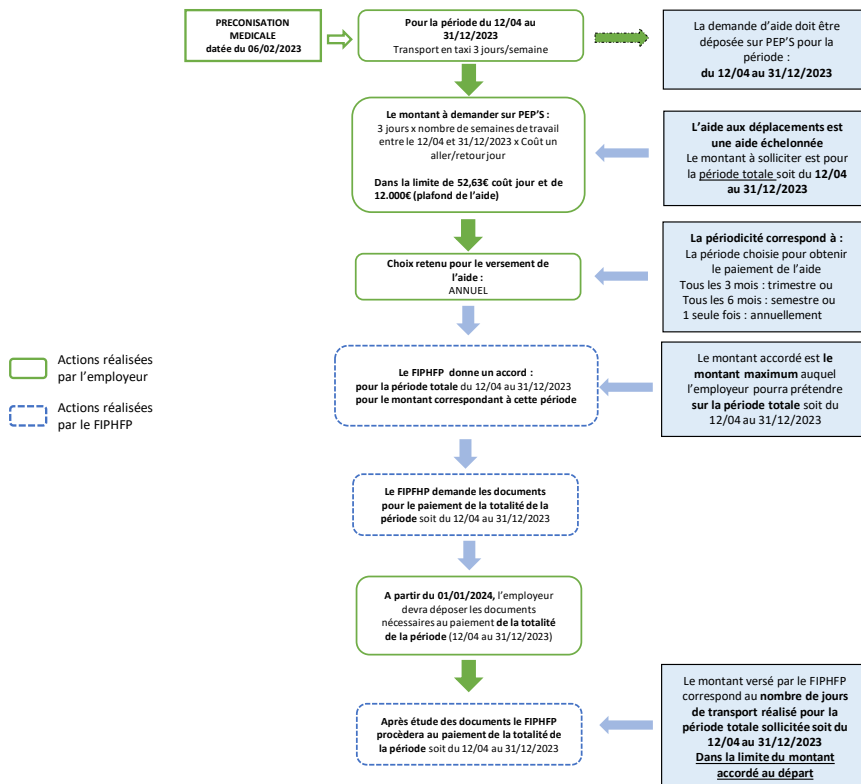 PRECONISATION
MEDICALE
datée du 06/02/2023
Pour la période du 12/04 au
31/12/2023
Transport en taxi 3 jours/semaine
La demande d'aide doit être
déposée sur PEP'S pour la
période :
du 12/04 au 31/12/2023
Le montant à demander sur PEP'S :
3 jours x nombre de semaines de travail
entre le 12/04 et 31/12/2023 x Coût un
aller/retour jour
Dans la limite de 52,63€ coût jour et de
12.000€ (plafond de l'aide)
L'aide aux déplacements est
une aide échelonnée
Le montant à solliciter est pour
la période totale soit du 12/04
au 31/12/2023
Choix retenu pour le versement de
l'aide :
ANNUEL
La périodicité correspond à :
La période choisie pour obtenir
le paiement de l'aide
Tous les 3 mois : trimestre ou
Tous les 6 mois : semestre ou
1 seule fois : annuellement
Actions réalisées
par l'employeur
Actions réalisées
par le FIPHFP
Le FIPHFP donne un accord :
pour la période totale du 12/04 au 31/12/2023
pour le montant correspondant à cette période
Le montant accordé est le
montant maximum auquel
l'employeur pourra prétendre
sur la période totale soit du
12/04 au 31/12/2023
Le FIPFHP demande les documents
pour le paiement de la totalité de la
période soit du 12/04 au 31/12/2023
A partir du 01/01/2024, l'employeur
devra déposer les documents
nécessaires au paiement de la totalité
de la période (12/04 au 31/12/2023)
Après étude des documents le FIPHFP
procèdera au paiement de la totalité de
la période soit du 12/04 au 31/12/2023
Le montant versé par le FIPHFP
correspond au nombre de jours
de transport réalisé pour la
période totale sollicitée soit du
12/04 au 31/12/2023
Dans la limite du montant
accordé au départ